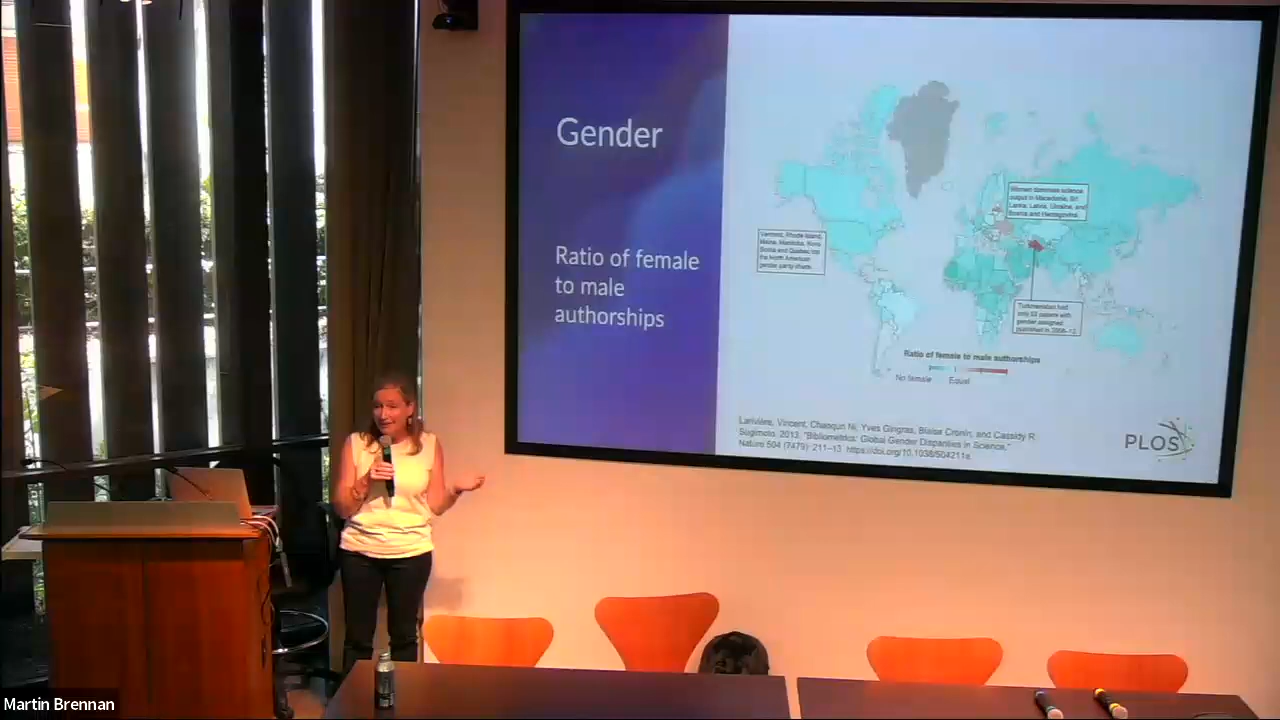 Gender
Ratio of female
to male
authorships
Women dominate science
output in Macedonia, Sri
Lanka, Latvia, Ukraine, and
Bosnia and Herzegovina.
Vermont, Rhode Island,
Maine, Manitoba, Nova
Scotia and Quebec top
the North American
gender parity
Turkmenistan had
only
papers with
gender assigned
published in 2008–12.
Ratio of female to male authorships
No female Equal
Larivière, Vincent, Chaoqun Ni, Yves Gingras, Blaise Cronin, and Cassidy R.
Sugimoto. 2013. "Bibliometrics: Global Gender Disparities in Science."
Nature 504 (7479): 211–13. https://doi.org/10.1038/504211a.
PLOS
Martin Brennan